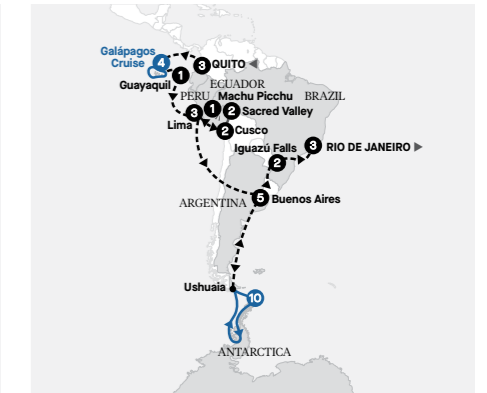 Galápagos
Cruise
4
3 QUITO
Guayaquil 1
ECUADOR
PERU
Machu Picchu
BRAZIL
3 1 2 Sacred Valley
Lima
2 Cusco
Iguazú Falls
2
3 RIO DE JANEIRO
ARGENTINA
5 Buenos Aires
Ushuaia
10
ANTARCTICA